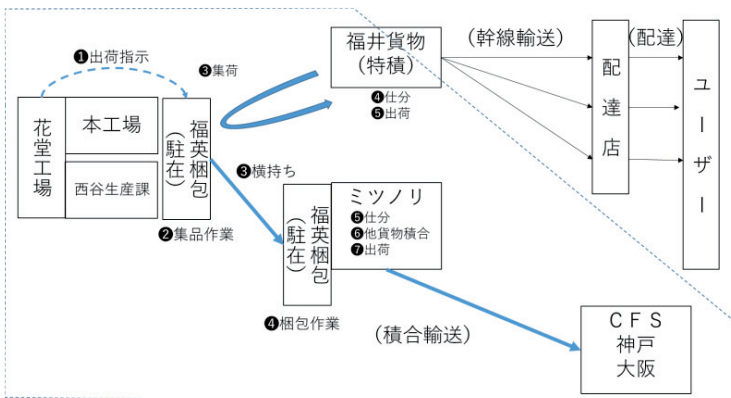 ❶出荷指示
❸集荷
福井貨物
(特積)
❹仕分
❺出荷
(幹線輸送)
(配達)
配達店
ユーザー
花堂工場
本工場
西谷生産課
福英梱包
(駐在)
❷集品作業
❸横持ち
福英梱包
(駐在)
❹梱包作業
ミツノリ
❺仕分
❻他貨物積合
❼出荷
(積合輸送)
ＣＦＳ
神戸
大阪